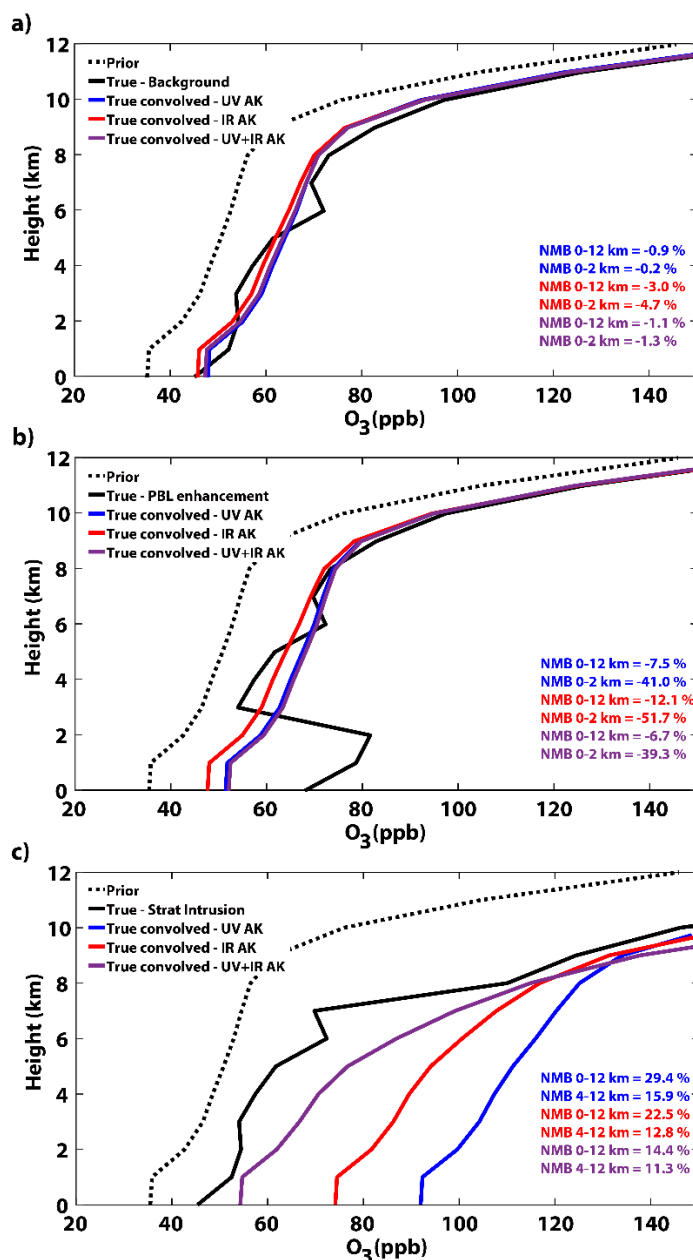 a)
12
Prior
True - Background
True convolved - UV AK
True convolved - IR AK
True convolved - UV+IR AK
10
8
6
4
2
0
Height (km)
NMB 0-12 km = -0.9 %
NMB 0-2 km = -0.2 %
NMB 0-12 km = -3.0 %
NMB 0-2 km = -4.7 %
NMB 0-12 km = -1.1 %
NMB 0-2 km = -1.3 %
20 40 60 80 100 120 140
O3(ppb)
b)
12
Prior
True - PBL enhancement
True convolved - UV AK
True convolved - IR AK
True convolved - UV+IR AK
10
8
6
4
2
0
Height (km)
NMB 0-12 km = -7.5 %
NMB 0-2 km = -41.0 %
NMB 0-12 km = -12.1 %
NMB 0-2 km = -51.7 %
NMB 0-12 km = -6.7 %
NMB 0-2 km = -39.3 %
20 40 60 80 100 120 140
O3(ppb)
c)
12
Prior
True - Strat Intrusion
True convolved - UV AK
True convolved - IR AK
True convolved - UV+IR AK
10
8
6
4
2
0
Height (km)
NMB 0-12 km = 29.4 %
NMB 4-12 km = 15.9 %
NMB 0-12 km = 22.5 %
NMB 4-12 km = 12.8 %
NMB 0-12 km = 14.4 %
NMB 4-12 km = 11.3 %
20 40 60 80 100 120 140
O3(ppb)